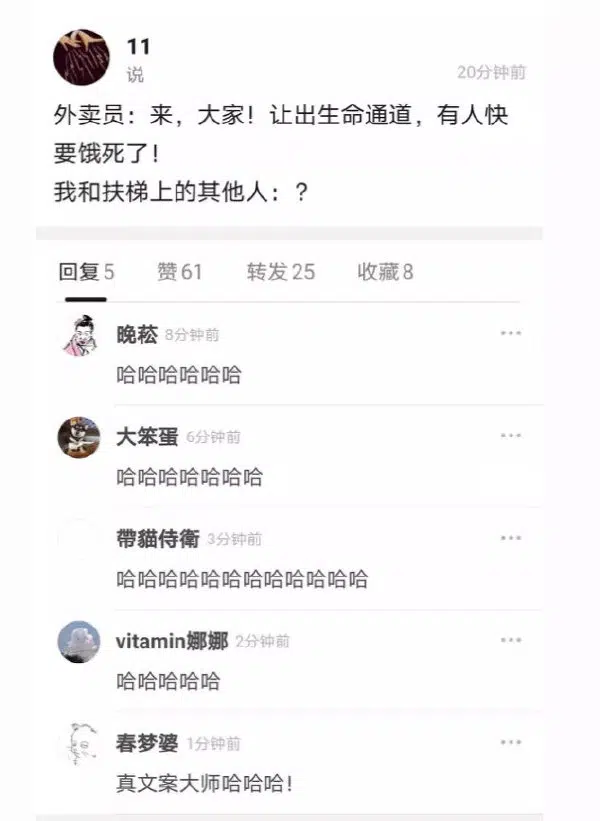 11
说
20分钟前
外卖员：来，大家！让出生命通道，有人快
要饿死了！
我和扶梯上的其他人：？
回复5 赞61 转发25 收藏8
晚菘 8分钟前
哈哈哈哈哈哈
大笨蛋 6分钟前
哈哈哈哈哈哈哈
帶貓侍衛 3分钟前
哈哈哈哈哈哈哈哈哈哈哈哈
vitamin娜娜 2分钟前
哈哈哈哈哈
春梦婆 1分钟前
真文案大师哈哈哈！